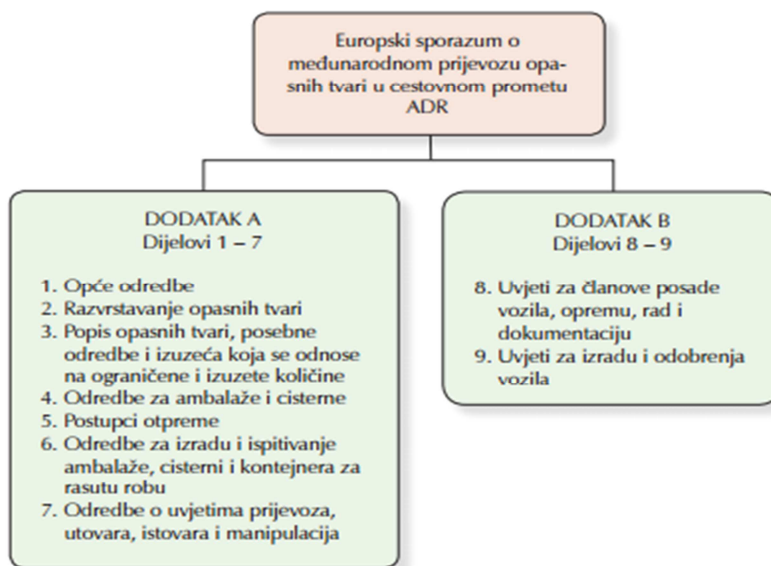 Europski sporazum o
međunarodnom prijevozu opa-
snih tvari u cestovnom prometu
ADR
DODATAK A
Dijelovi 1 – 7
1. Opće odredbe
2. Razvrstavanje opasnih tvari
3. Popis opasnih tvari, posebne
odredbe i izuzeća koja se odnose
na ograničene i izuzete količine
4. Odredbe za ambalaže i cisterne
5. Postupci otpreme
6. Odredbe za izradu i ispitivanje
ambalaže, cisterni i kontejnera za
rasutu robu
7. Odredbe o uvjetima prijevoza,
utovara, istovara i manipulacija
DODATAK B
Dijelovi 8 – 9
8. Uvjeti za članove posade
vozila, opremu, rad i
dokumentaciju
9. Uvjeti za izradu i odobrenja
vozila